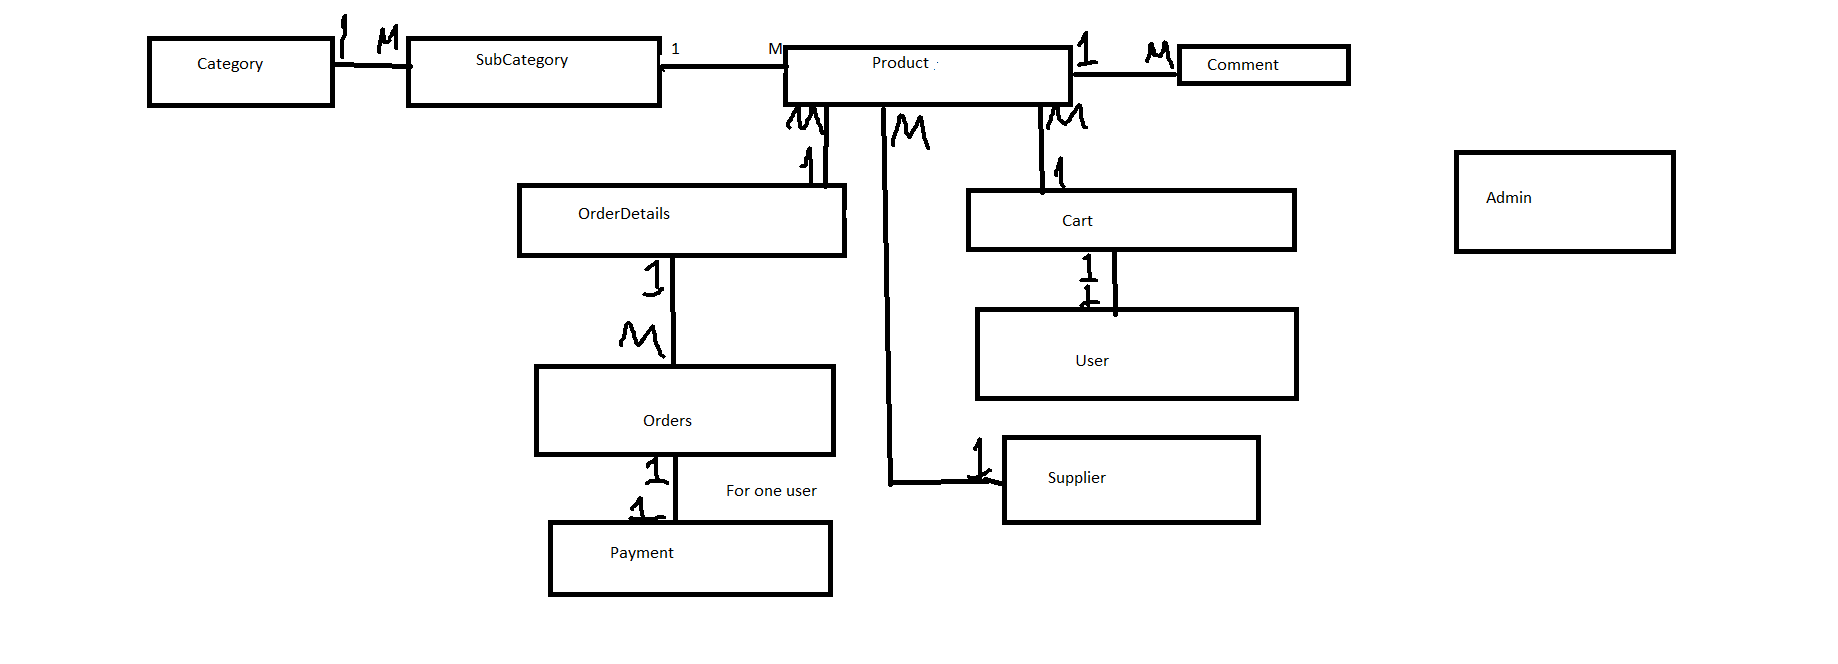 Category
1
M
SubCategory
1
M
Product
1
M
Comment
M
1
M
M
1
OrderDetails
Cart
Admin
1
M
1
1
User
Orders
1
Supplier
1
1
For one user
Payment